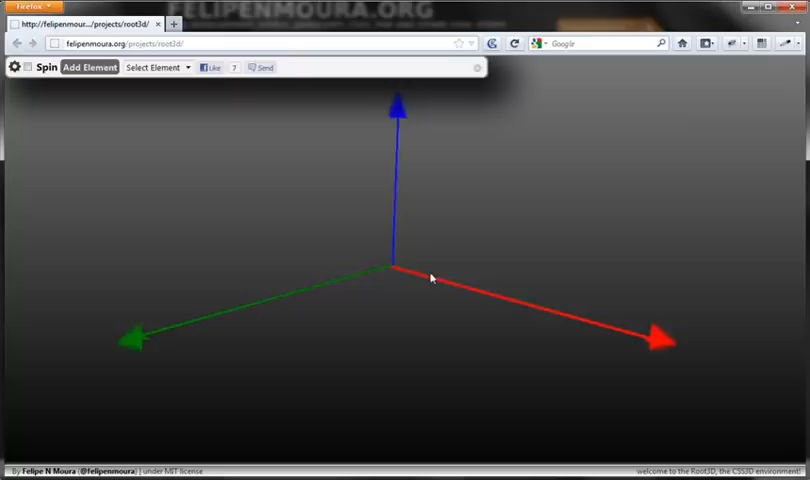 FELIPENMOURA.ORG
Firefox
http://felipenmour.../projects/root3d/
felipenmoura.org/projects/root3d/
Google
Spin Add Element Select Element Like 7 Send
By Felipe N Moura (@felipenmoura) | under MIT license
welcome to the Root3D, the CSS3D environment!